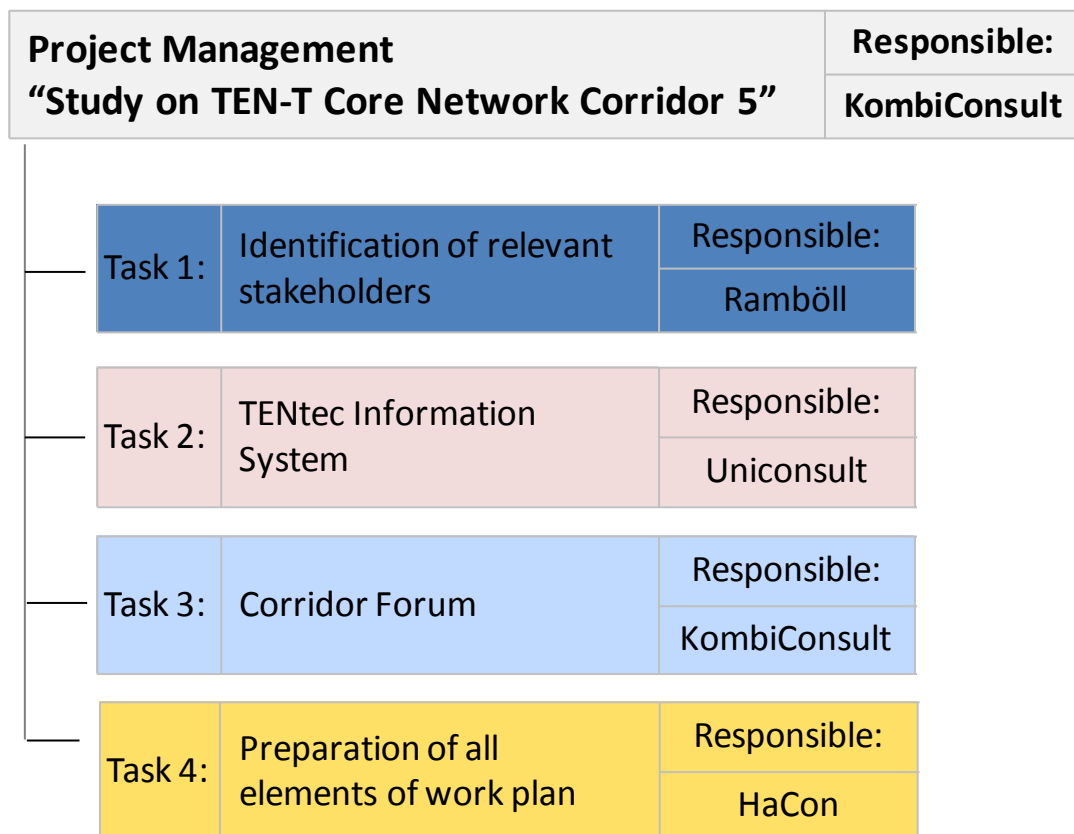 Project Management
“Study on TEN-T Core Network Corridor 5”
Responsible:
KombiConsult
Task 1:
Identification of relevant
stakeholders
Responsible:
Ramböll
Task 2:
TENtec Information
System
Responsible:
Uniconsult
Task 3:
Corridor Forum
Responsible:
KombiConsult
Task 4:
Preparation of all
elements of work plan
Responsible:
HaCon